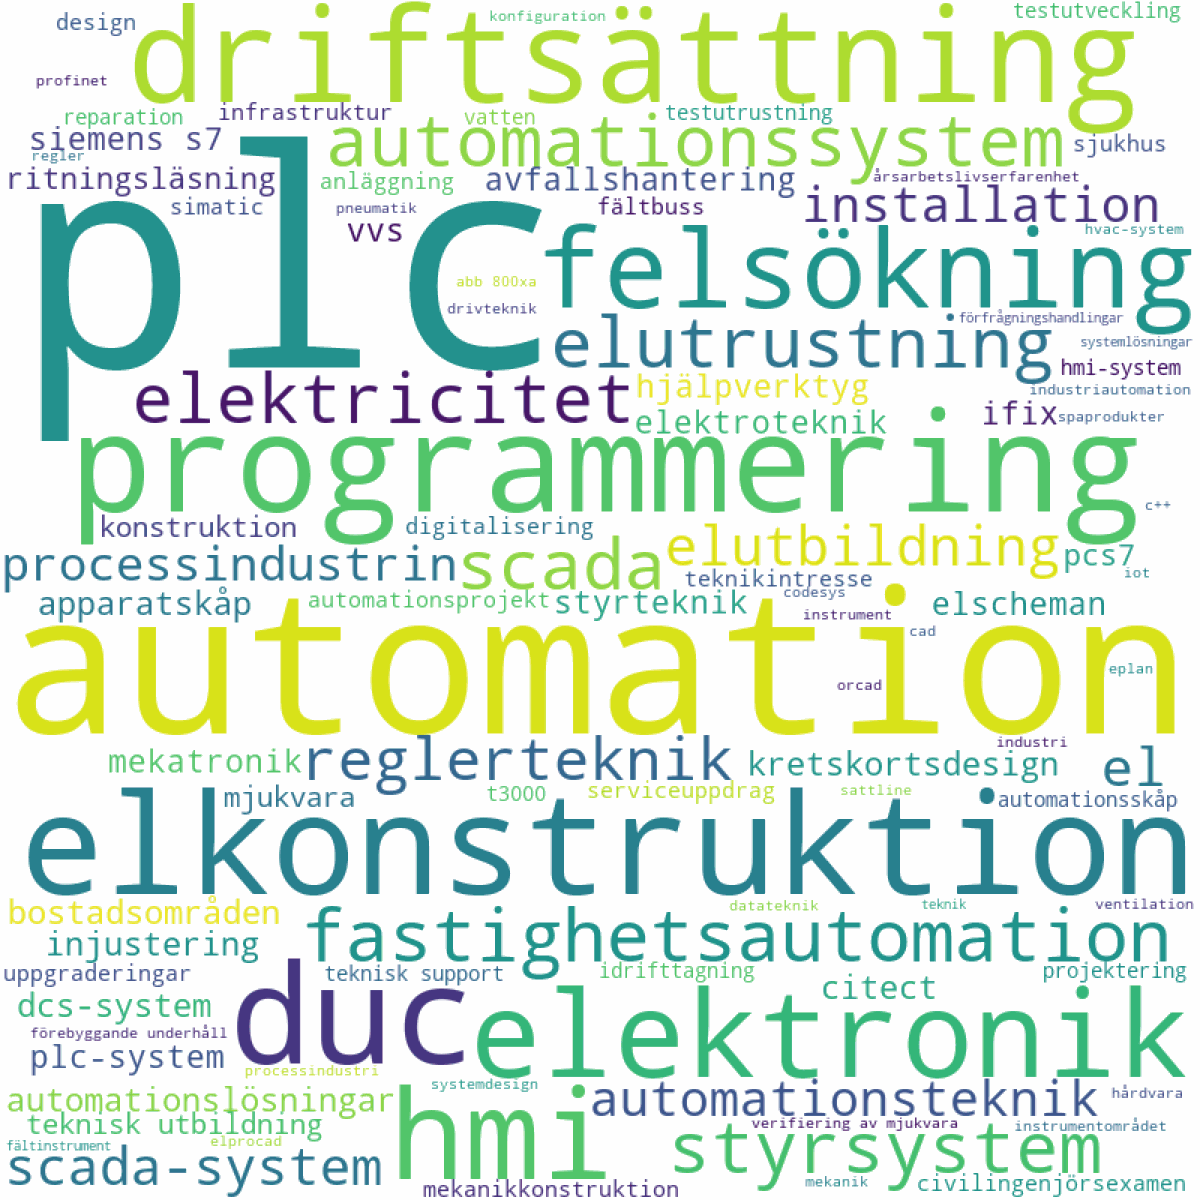 design
konfiguration
testutveckling
driftsättning
profinet
reparation
infrastruktur
vatten
testutrustning
siemens s7
automationssystem
sjukhus
regler
ritningsläsning
anläggning
avfallshantering
årsarbetslivserfarenhet
simatic
pneumatik
fältbuss
installation
vvs
hvac-system
plc
felsökning
abb 800xa
drivteknik
förfrågningshandlingar
elutrustning
systemlösningar
hmi-system
elektricitet
hjälpverktyg
industriautomation
elektroteknik
ifix
spaprodukter
programmering
c++
konstruktion
digitalisering
elutbildning
processindustrin
scada
pcs7
teknikintresse
iot
codesys
apparatskåp
automationsprojekt
styrteknik
instrument
elscheman
automation
cad
eplan
orcad
industri
mekatronik
reglerteknik
kretskortsdesign
el
mjukvara
t3000
serviceuppdrag
sattline
automationsskåp
elkonstruktion
bostadsområden
datateknik
teknik
ventilation
injustering
fastighetsautomation
uppgraderingar
teknisk support
idrifttagning
projektering
dcs-system
duc
citect
elektronik
förebyggande underhåll
plc-system
processindustri
systemdesign
hårdvara
automationslösningar
hmi
automationsteknik
teknisk utbildning
verifiering av mjukvara
instrumentområdet
fältinstrument
elprocad
styrsystem
scada-system
mekanikkonstruktion
mekanik
civilingenjörsexamen